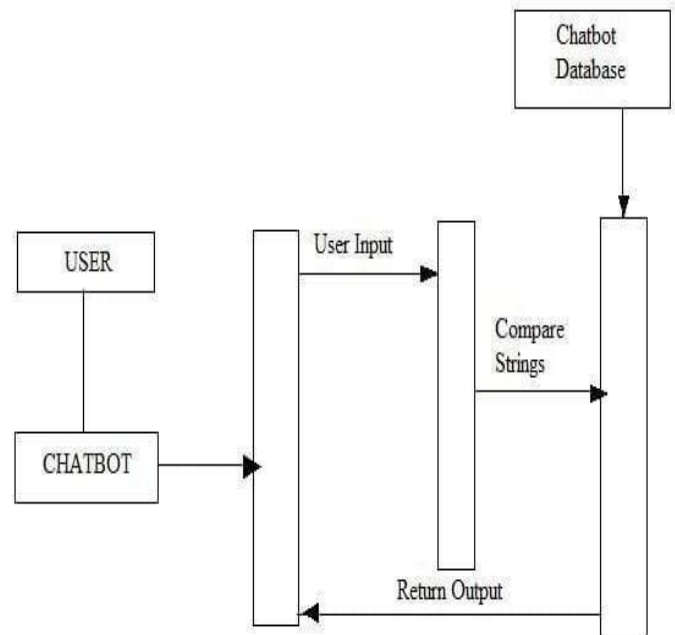 Chatbot
Database
User Input
USER
Compare
Strings
CHATBOT
Return Output